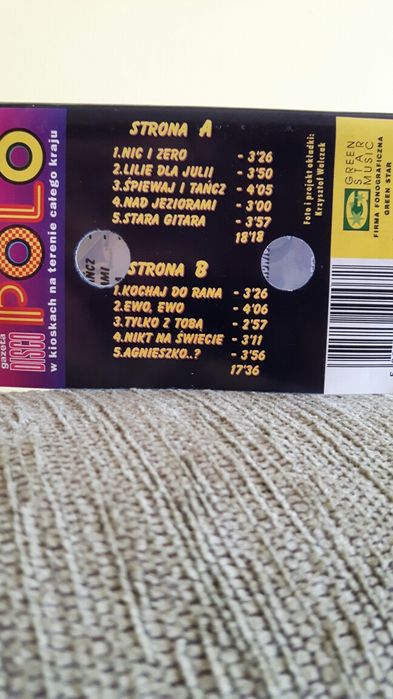 gazeta
DISCO
POLO
w kioskach na terenie całego kraju
STRONA A
1.NIC I ZERO - 3'26
2.LILIE DLA JULII - 3'50
3.ŚPIEWAJ I TAŃCZ - 4'05
4.NAD JEZIORAMI - 3'00
5.STARA GITARA - 3'57
18'18
STRONA B
1.KOCHAJ DO RANA - 3'26
2.EWO, EWO - 4'06
3.TYLKO Z TOBĄ - 2'57
4.NIKT NA ŚWIECIE - 3'11
5.AGNIESZKO..? - 3'56
17'36
Foto i projekt okładki:
Krzysztof Walczak
GREEN
STAR
MUSIC
FIRMA FONOGRAFICZNA
GREEN STAR